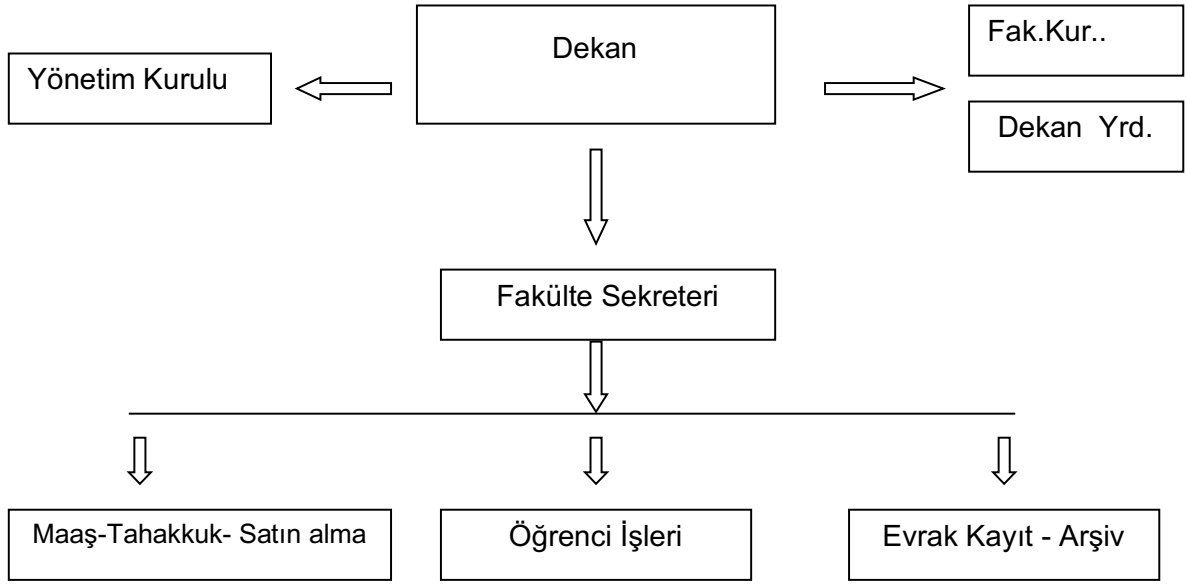 Dekan
Fak.Kur..
Yönetim Kurulu
Dekan Yrd.
Fakülte Sekreteri
Maaş-Tahakkuk- Satın alma
Öğrenci İşleri
Evrak Kayıt - Arşiv